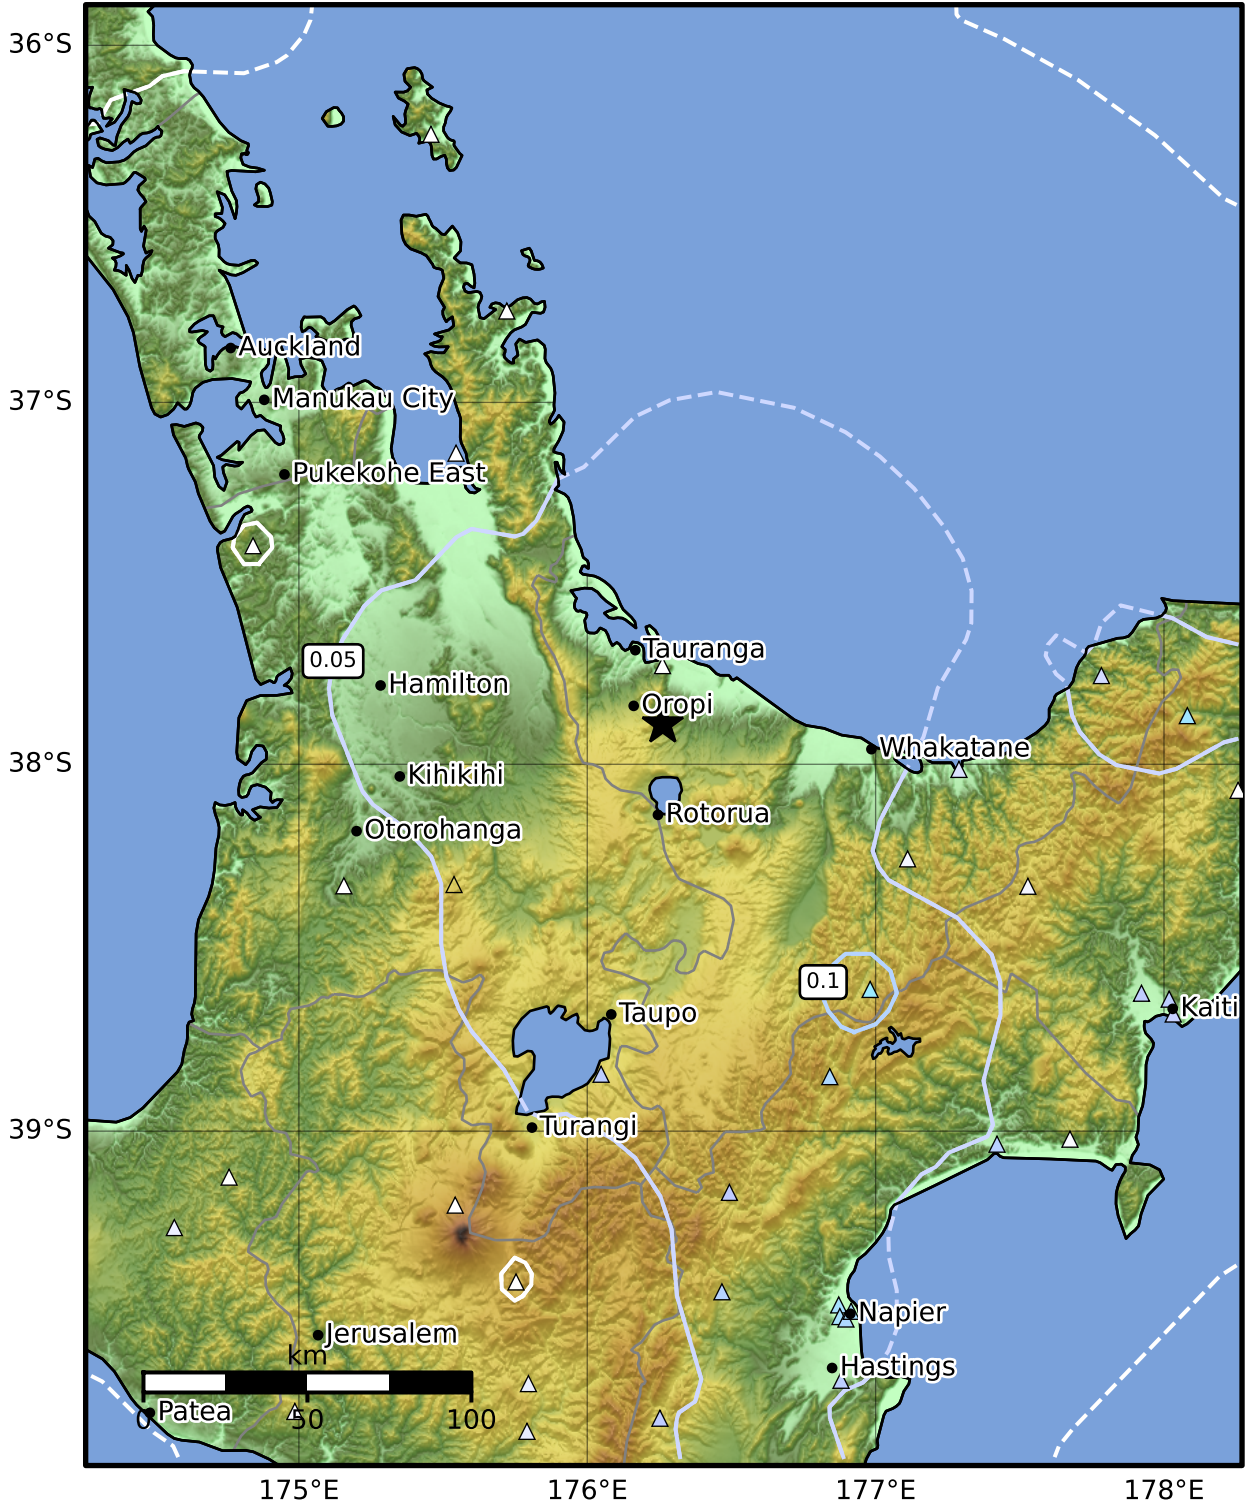 36°S
Auckland
37°S
Manukau City
Pukekohe East
Tauranga
0.05
Hamilton
Oropi
Whakatane
38°S
Kihikihi
Rotorua
Otorohanga
0.1
Kaiti
Taupo
39°S
Turangi
Napier
Jerusalem
km
Hastings
Patea
0 50 100
175°E 176°E 177°E 178°E